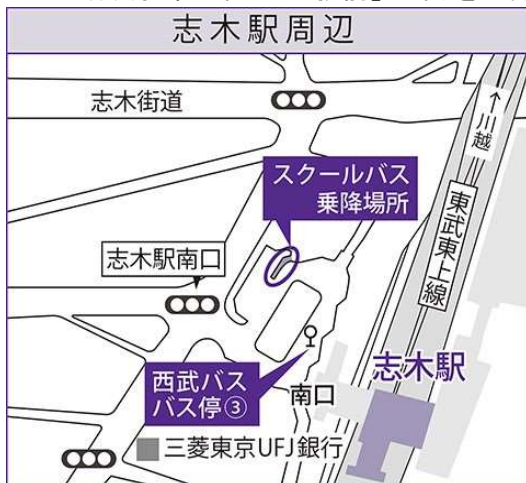 志木駅周辺
志木街道
↑川越
スクールバス
乗降場所
東武東上線
志木駅南口
西武バス
バス停③
南口
志木駅
三菱東京UFJ銀行